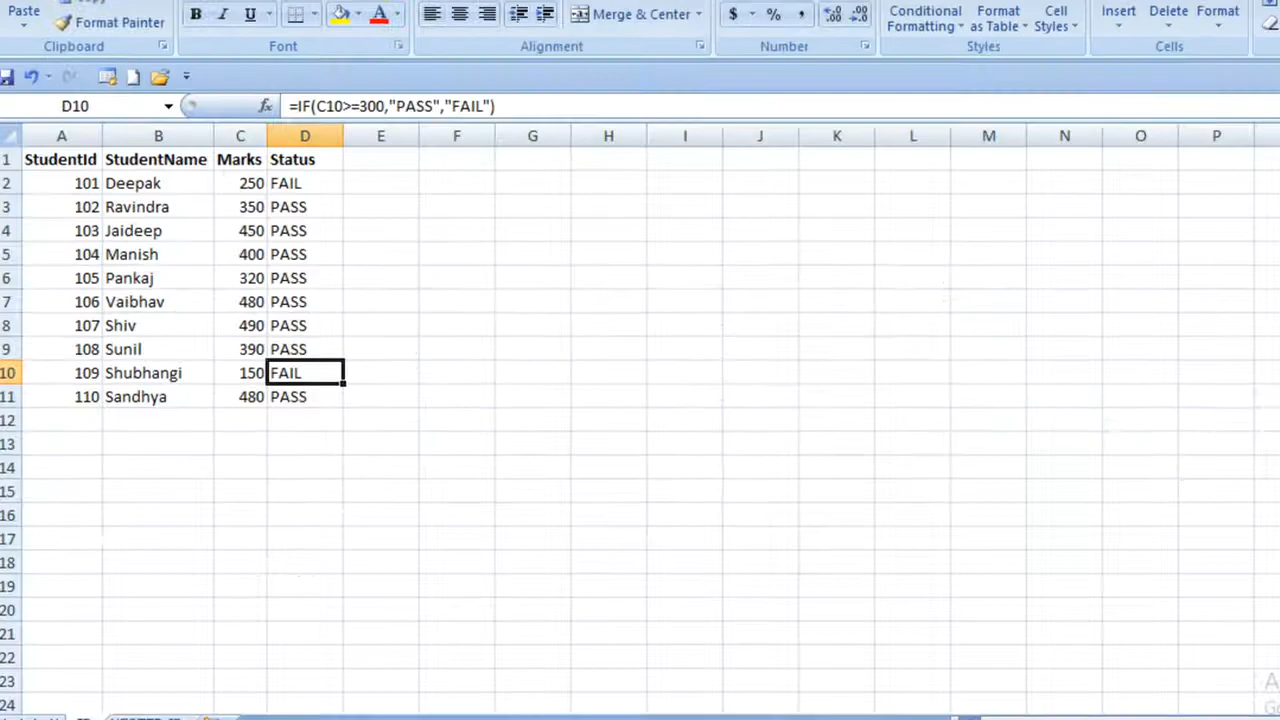 Paste
Format Painter
B I U
A
Merge & Center
$ % ,
Conditional Formatting
Format as Table
Cell Styles
Insert
Delete
Format
Clipboard
Font
Alignment
Number
Styles
Cells
D10
fx
=IF(C10>=300,"PASS","FAIL")
A B C D E F G H I J K L M N O P
1 StudentId StudentName Marks Status
2 101 Deepak 250 FAIL
3 102 Ravindra 350 PASS
4 103 Jaideep 450 PASS
5 104 Manish 400 PASS
6 105 Pankaj 320 PASS
7 106 Vaibhav 480 PASS
8 107 Shiv 490 PASS
9 108 Sunil 390 PASS
10 109 Shubhangi 150 FAIL
11 110 Sandhya 480 PASS
12
13
14
15
16
17
18
19
20
21
22
23
24